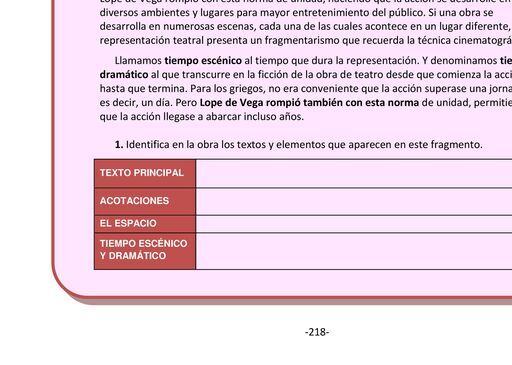 Lope de Vega rompió con esta norma de unidad, haciendo que la acción se desarrolle en
diversos ambientes y lugares para mayor entretenimiento del público. Si una obra se
desarrolla en numerosas escenas, cada una de las cuales acontece en un lugar diferente,
representación teatral presenta un fragmentarismo que recuerda la técnica cinematográ
Llamamos tiempo escénico al tiempo que dura la representación. Y denominamos tie
dramático al que transcurre en la ficción de la obra de teatro desde que comienza la acci
hasta que termina. Para los griegos, no era conveniente que la acción superase una jorna
es decir, un día. Pero Lope de Vega rompió también con esta norma de unidad, permitie
que la acción llegase a abarcar incluso años.
1. Identifica en la obra los textos y elementos que aparecen en este fragmento.
TEXTO PRINCIPAL
ACOTACIONES
EL ESPACIO
TIEMPO ESCÉNICO
Y DRAMÁTICO
-218-